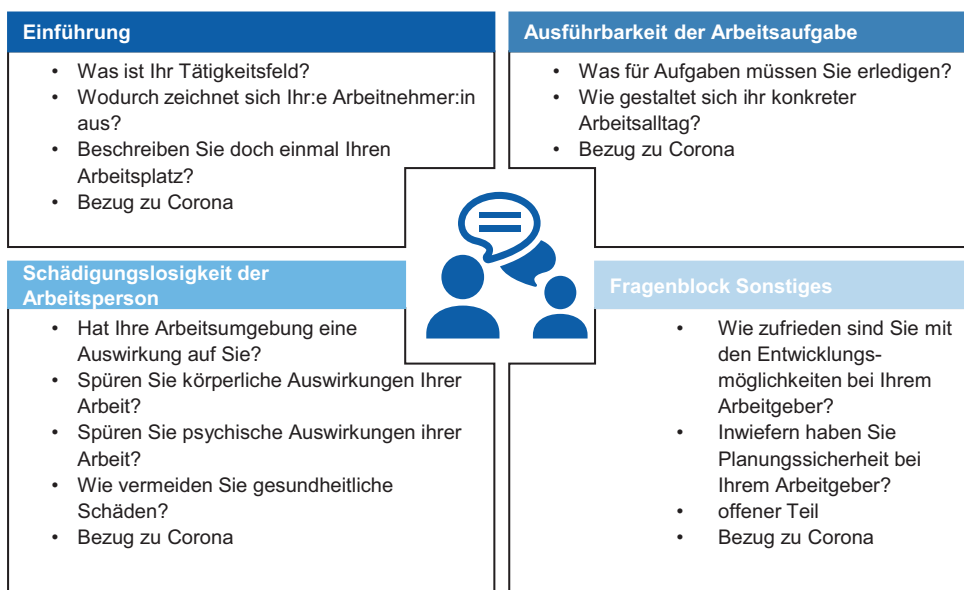 Einführung
• Was ist Ihr Tätigkeitsfeld?
• Wodurch zeichnet sich Ihr:e Arbeitnehmer:in
aus?
• Beschreiben Sie doch einmal Ihren
Arbeitsplatz?
• Bezug zu Corona
Ausführbarkeit der Arbeitsaufgabe
• Was für Aufgaben müssen Sie erledigen?
• Wie gestaltet sich ihr konkreter
Arbeitsalltag?
• Bezug zu Corona
Schädigungslosigkeit der
Arbeitsperson
• Hat Ihre Arbeitsumgebung eine
Auswirkung auf Sie?
• Spüren Sie körperliche Auswirkungen Ihrer
Arbeit?
• Spüren Sie psychische Auswirkungen ihrer
Arbeit?
• Wie vermeiden Sie gesundheitliche
Schäden?
• Bezug zu Corona
Fragenblock Sonstiges
• Wie zufrieden sind Sie mit
den Entwicklungs-
möglichkeiten bei Ihrem
Arbeitgeber?
• Inwiefern haben Sie
Planungssicherheit bei
Ihrem Arbeitgeber?
• offener Teil
• Bezug zu Corona